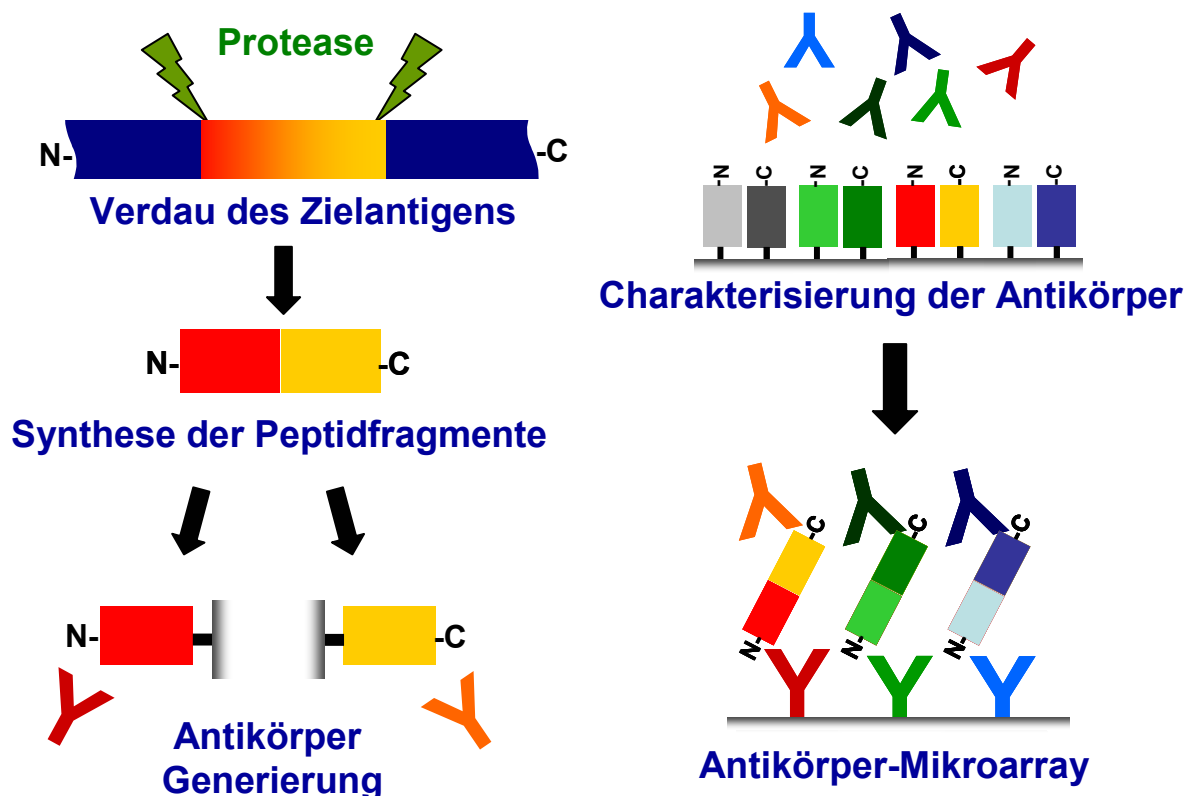 Protease
N-
-C
Verdau des Zielantigens
N-
-C
Synthese der Peptidfragmente
N-
-C
Antikörper
Generierung
-N
-C
-N
-C
-N
-C
-N
-C
Charakterisierung der Antikörper
-C
-C
-C
N-
N-
N-
Antikörper-Mikroarray